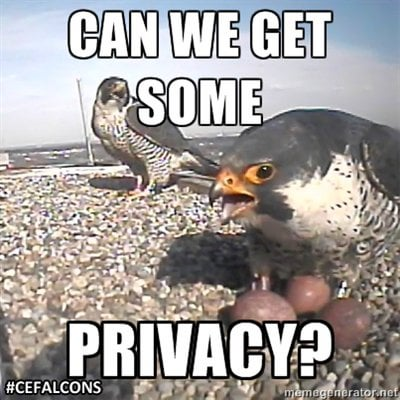 CAN WE GET
SOME
PRIVACY?
#CEFALCONS
memegenerator.net